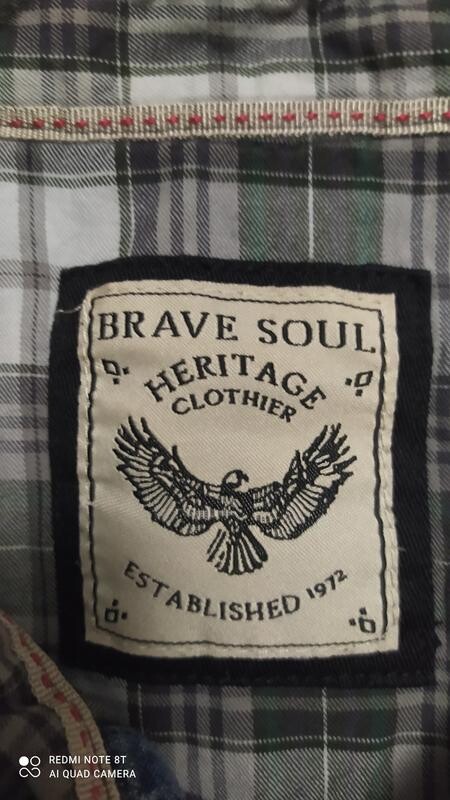 BRAVE SOUL
HERITAGE
CLOTHIER
ESTABLISHED 1972
REDMI NOTE 8T
AI QUAD CAMERA